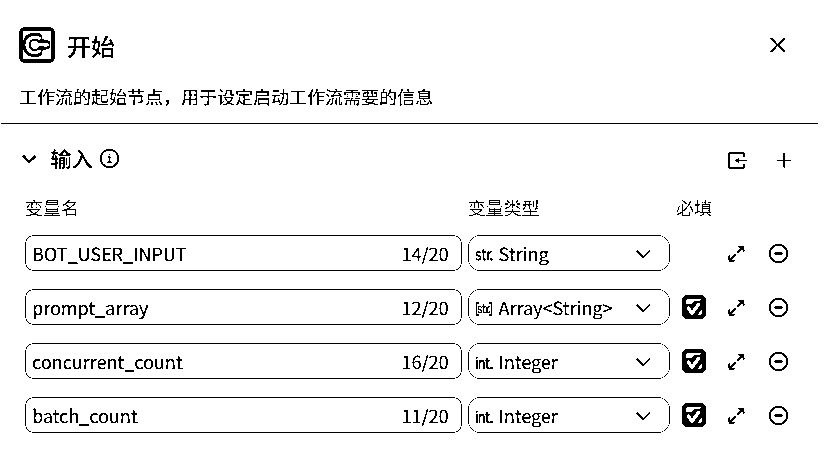 开始
工作流的起始节点，用于设定启动工作流需要的信息
输入
变量名 变量类型 必填
BOT_USER_INPUT 14/20 str. String
prompt_array 12/20 [str] Array<String>
concurrent_count 16/20 int. Integer
batch_count 11/20 int. Integer